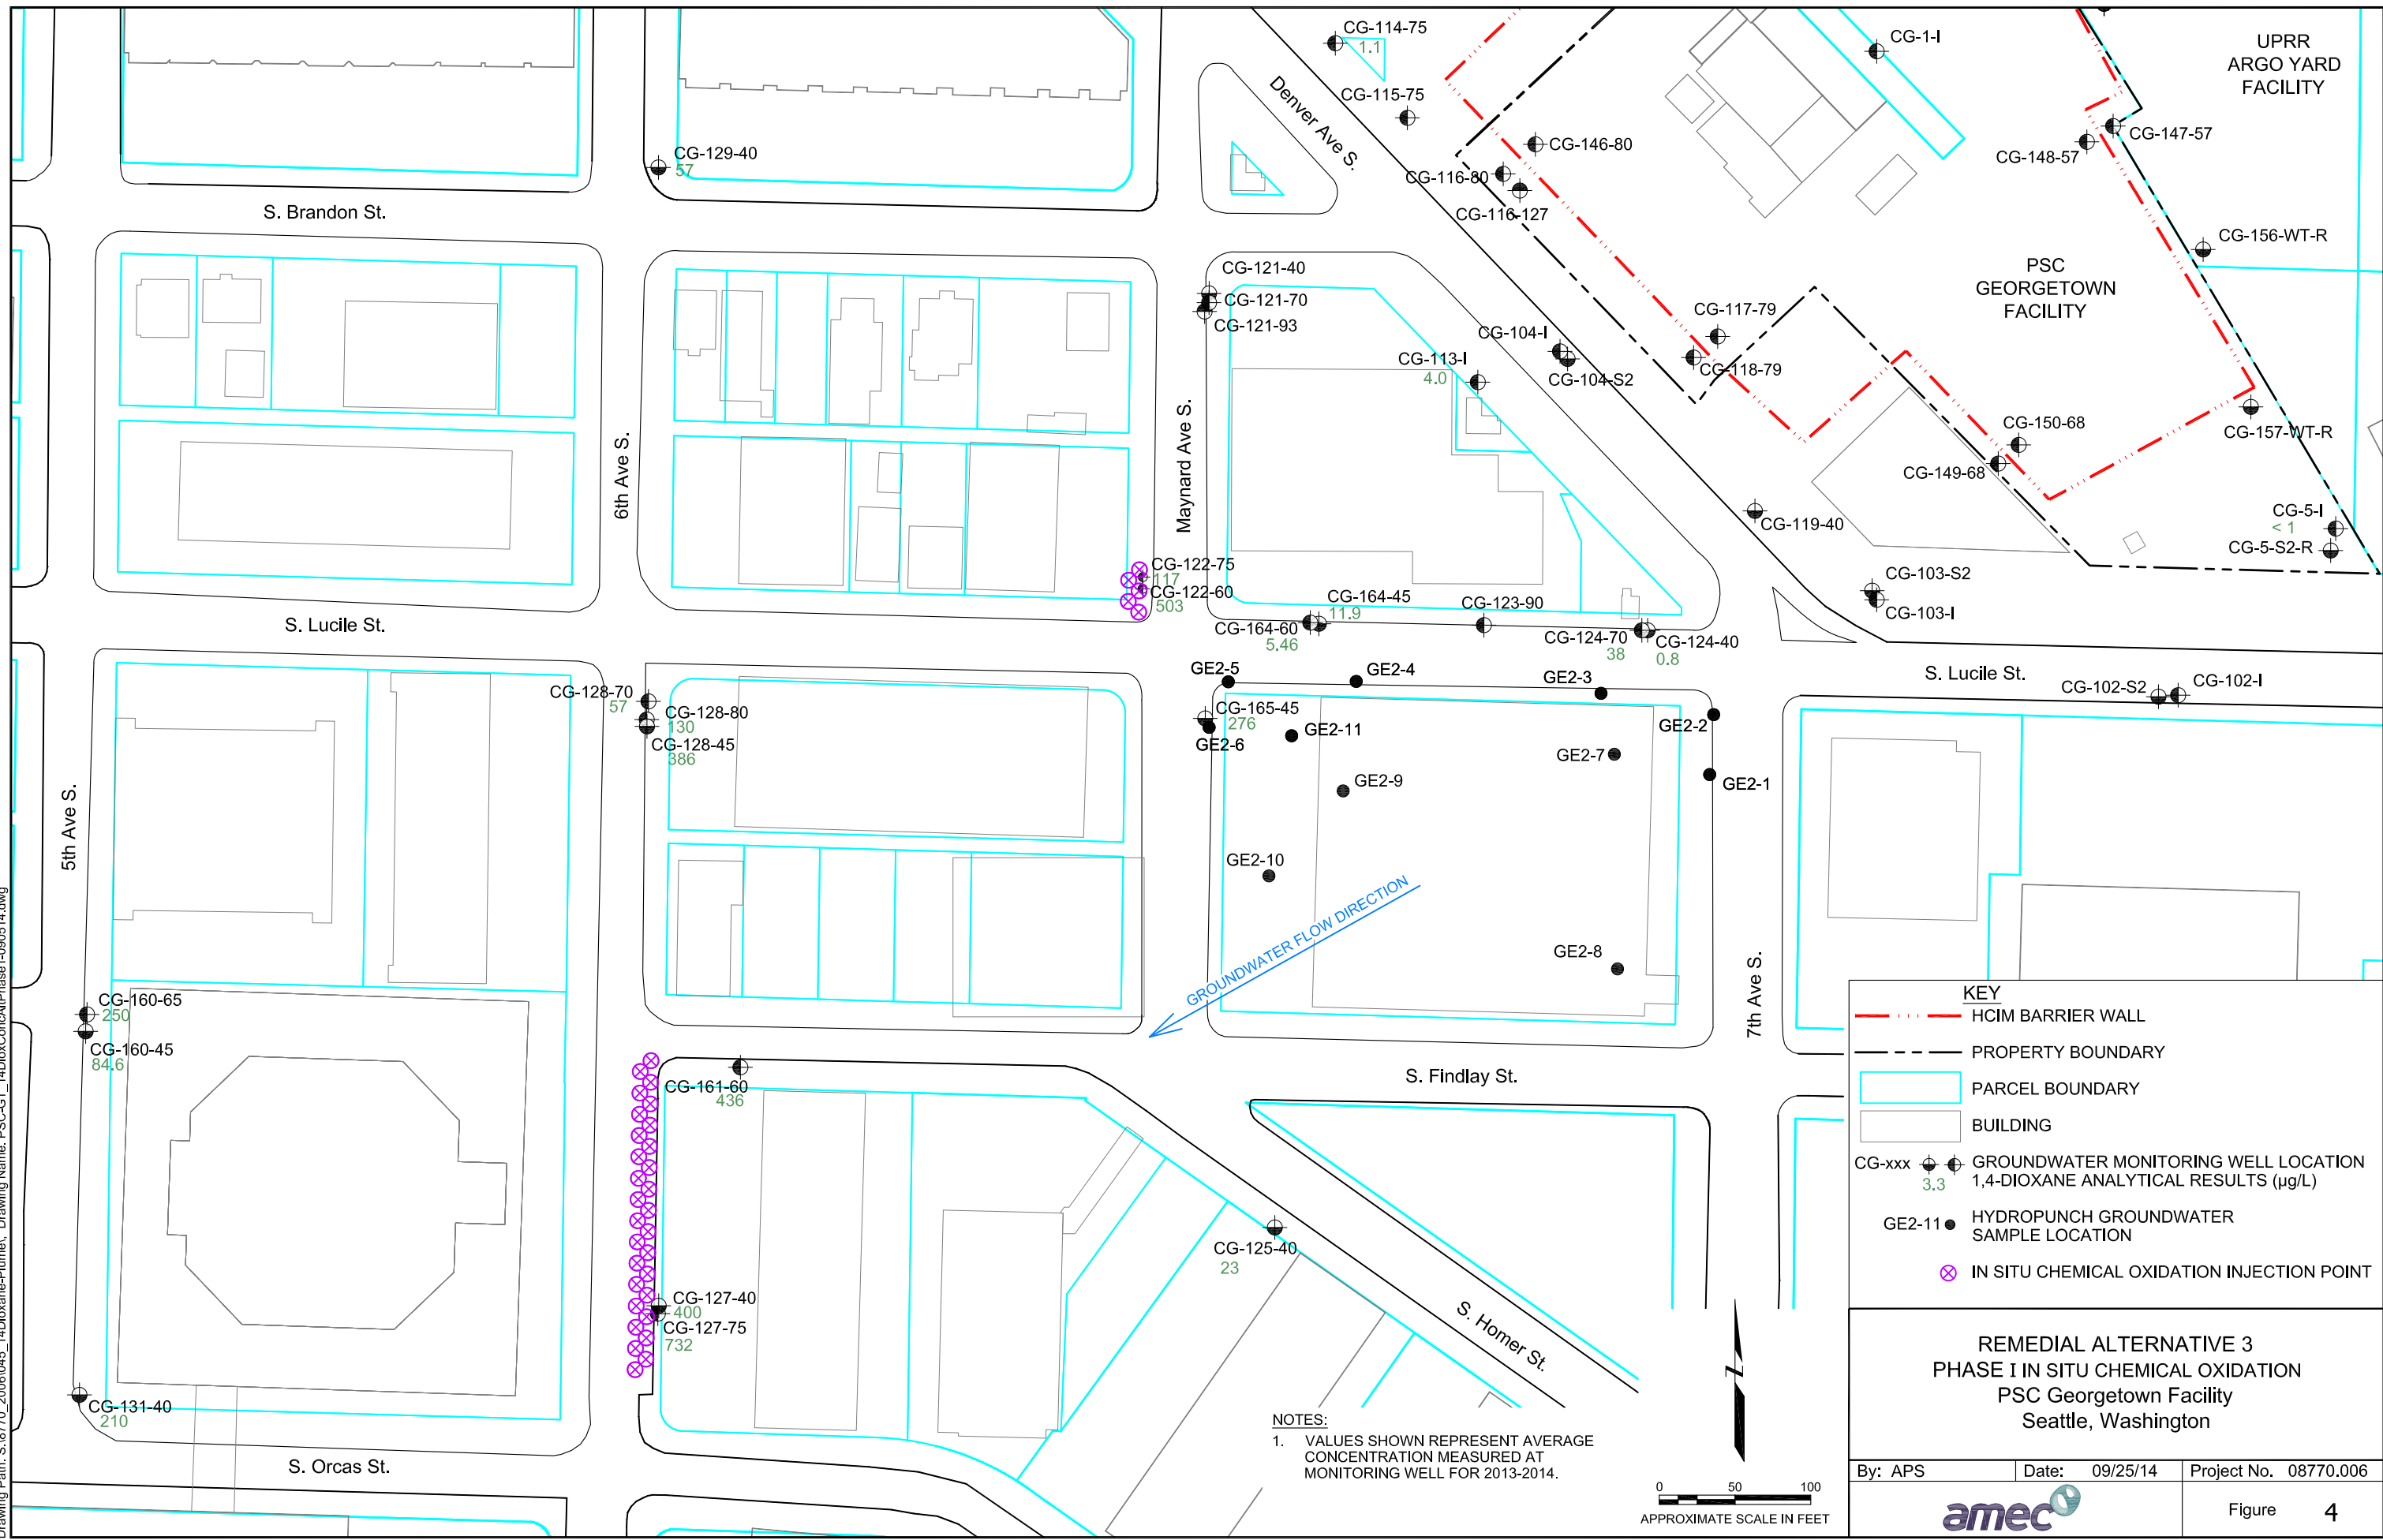 CG-114-75
1.1
CG-115-75
Denver Ave S.
CG-1-I
UPRR
ARGO YARD
FACILITY
CG-147-57
CG-148-57
CG-129-40
57
CG-146-80
CG-116-80
CG-116-127
S. Brandon St.
CG-156-WT-R
PSC
GEORGETOWN
FACILITY
CG-121-40
CG-121-70
CG-121-93
CG-117-79
CG-104-I
CG-113-I
4.0
CG-104-S2
CG-118-79
6th Ave S.
Maynard Ave S.
CG-150-68
CG-157-WT-R
CG-149-68
CG-119-40
CG-5-I
< 1
CG-5-S2-R
CG-122-75
117
CG-122-60
503
CG-103-S2
CG-103-I
CG-164-45
11.9
CG-123-90
CG-164-60
5.46
CG-124-70
38
CG-124-40
0.8
S. Lucile St.
S. Lucile St.
GE2-5
GE2-4
GE2-3
CG-102-S2
CG-102-I
CG-128-70
57
CG-128-80
130
CG-128-45
386
CG-165-45
276
GE2-6
GE2-11
GE2-2
GE2-7
GE2-1
GE2-9
5th Ave S.
GE2-10
GROUNDWATER FLOW DIRECTION
GE2-8
7th Ave S.
CG-160-65
250
CG-160-45
84.6
CG-161-60
436
S. Findlay St.
CG-125-40
23
CG-127-40
400
CG-127-75
732
S. Homer St.
CG-131-40
210
S. Orcas St.
NOTES:
1. VALUES SHOWN REPRESENT AVERAGE
CONCENTRATION MEASURED AT
MONITORING WELL FOR 2013-2014.
N
0 50 100
APPROXIMATE SCALE IN FEET
KEY
HCIM BARRIER WALL
PROPERTY BOUNDARY
PARCEL BOUNDARY
BUILDING
CG-xxx
3.3
GROUNDWATER MONITORING WELL LOCATION
1,4-DIOXANE ANALYTICAL RESULTS (µg/L)
GE2-11
HYDROPUNCH GROUNDWATER
SAMPLE LOCATION
IN SITU CHEMICAL OXIDATION INJECTION POINT
REMEDIAL ALTERNATIVE 3
PHASE I IN SITU CHEMICAL OXIDATION
PSC Georgetown Facility
Seattle, Washington
By: APS
Date: 09/25/14
Project No. 08770.006
amec
Figure 4